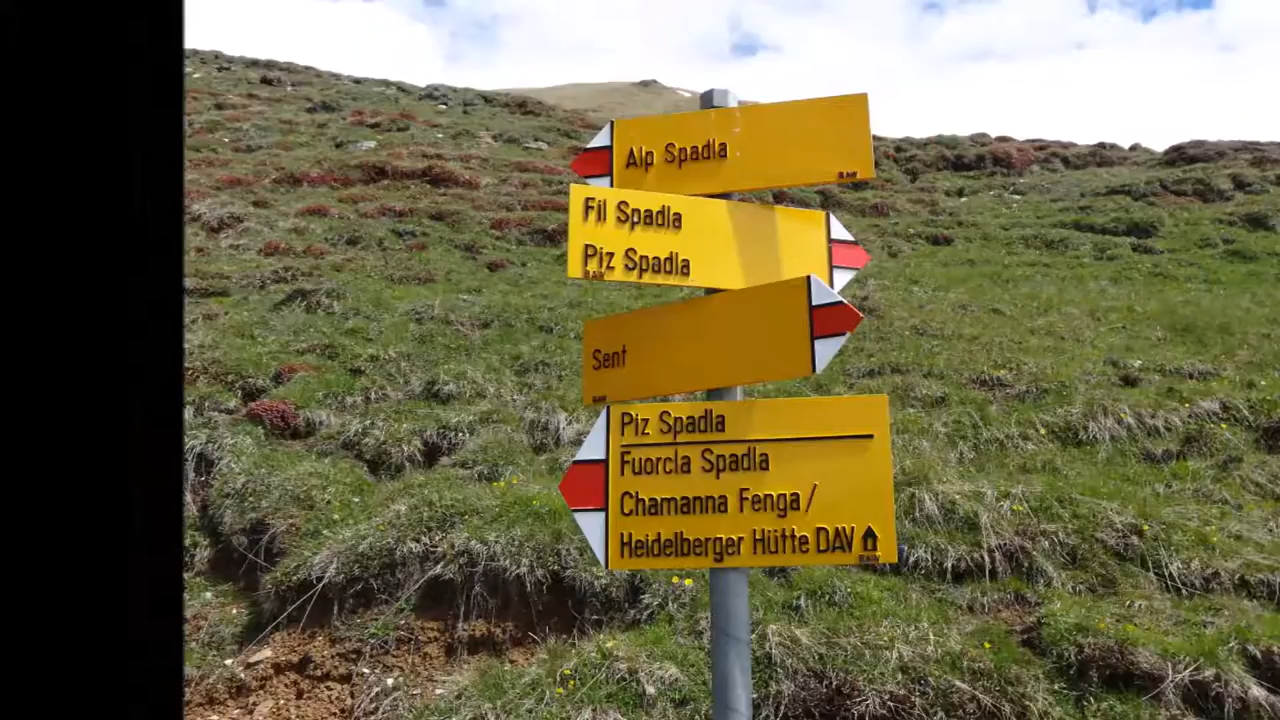 Alp Spadla
Fil Spadla
Piz Spadla
Sent
Piz Spadla
Fuorcla Spadla
Chamanna Fenga/
Heidelberger Hütte DAV